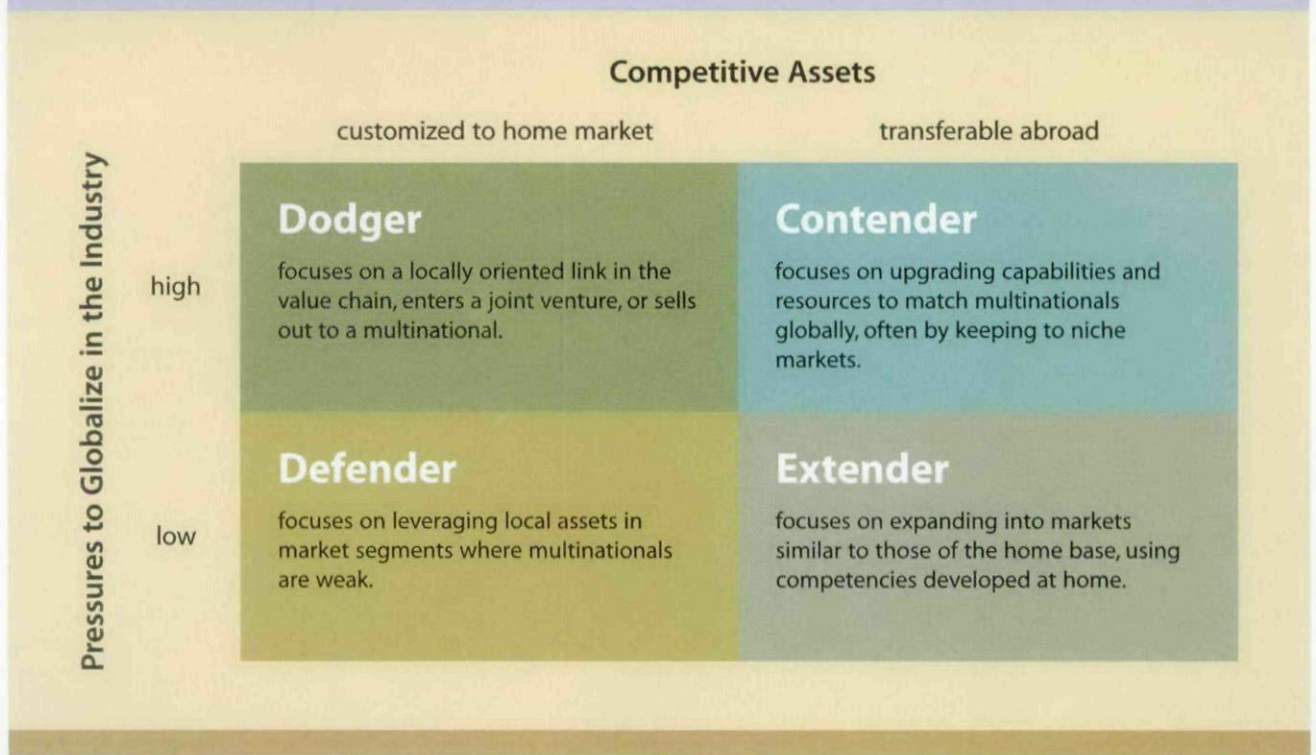 Competitive Assets
customized to home market
transferable abroad
Pressures to Globalize in the Industry
high
Dodger
focuses on a locally oriented link in the
value chain, enters a joint venture, or sells
out to a multinational.
Contender
focuses on upgrading capabilities and
resources to match multinationals
globally, often by keeping to niche
markets.
low
Defender
focuses on leveraging local assets in
market segments where multinationals
are weak.
Extender
focuses on expanding into markets
similar to those of the home base, using
competencies developed at home.